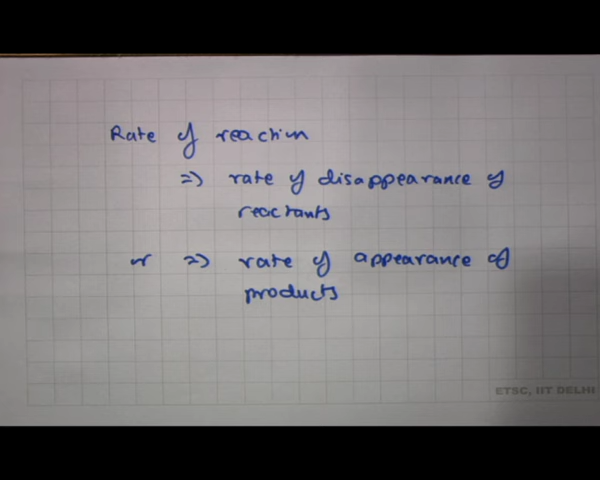 Rate of reaction
=> rate of disappearance of
reactants
or => rate of appearance of
products
ETSC, IIT DELHI